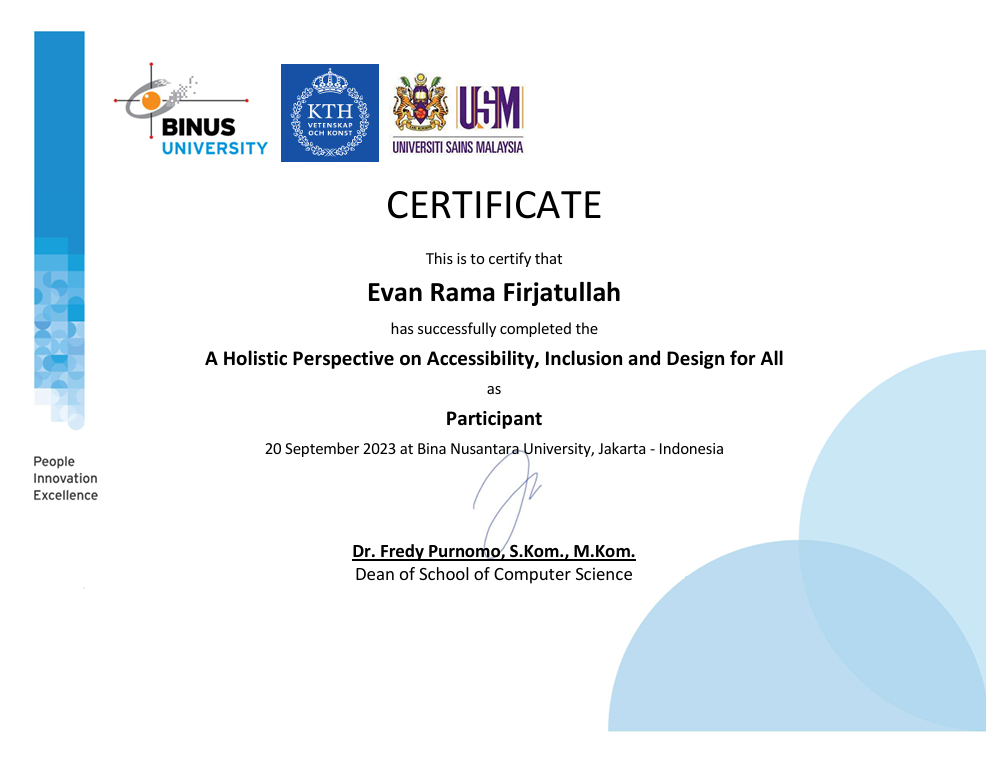 BINUS
UNIVERSITY
KTH
VETENSKAP
OCH KONST
USM
UNIVERSITI SAINS MALAYSIA
CERTIFICATE
This is to certify that
Evan Rama Firjatullah
has successfully completed the
A Holistic Perspective on Accessibility, Inclusion and Design for All
as
Participant
20 September 2023 at Bina Nusantara University, Jakarta - Indonesia
People
Innovation
Excellence
Dr. Fredy Purnomo, S.Kom., M.Kom.
Dean of School of Computer Science